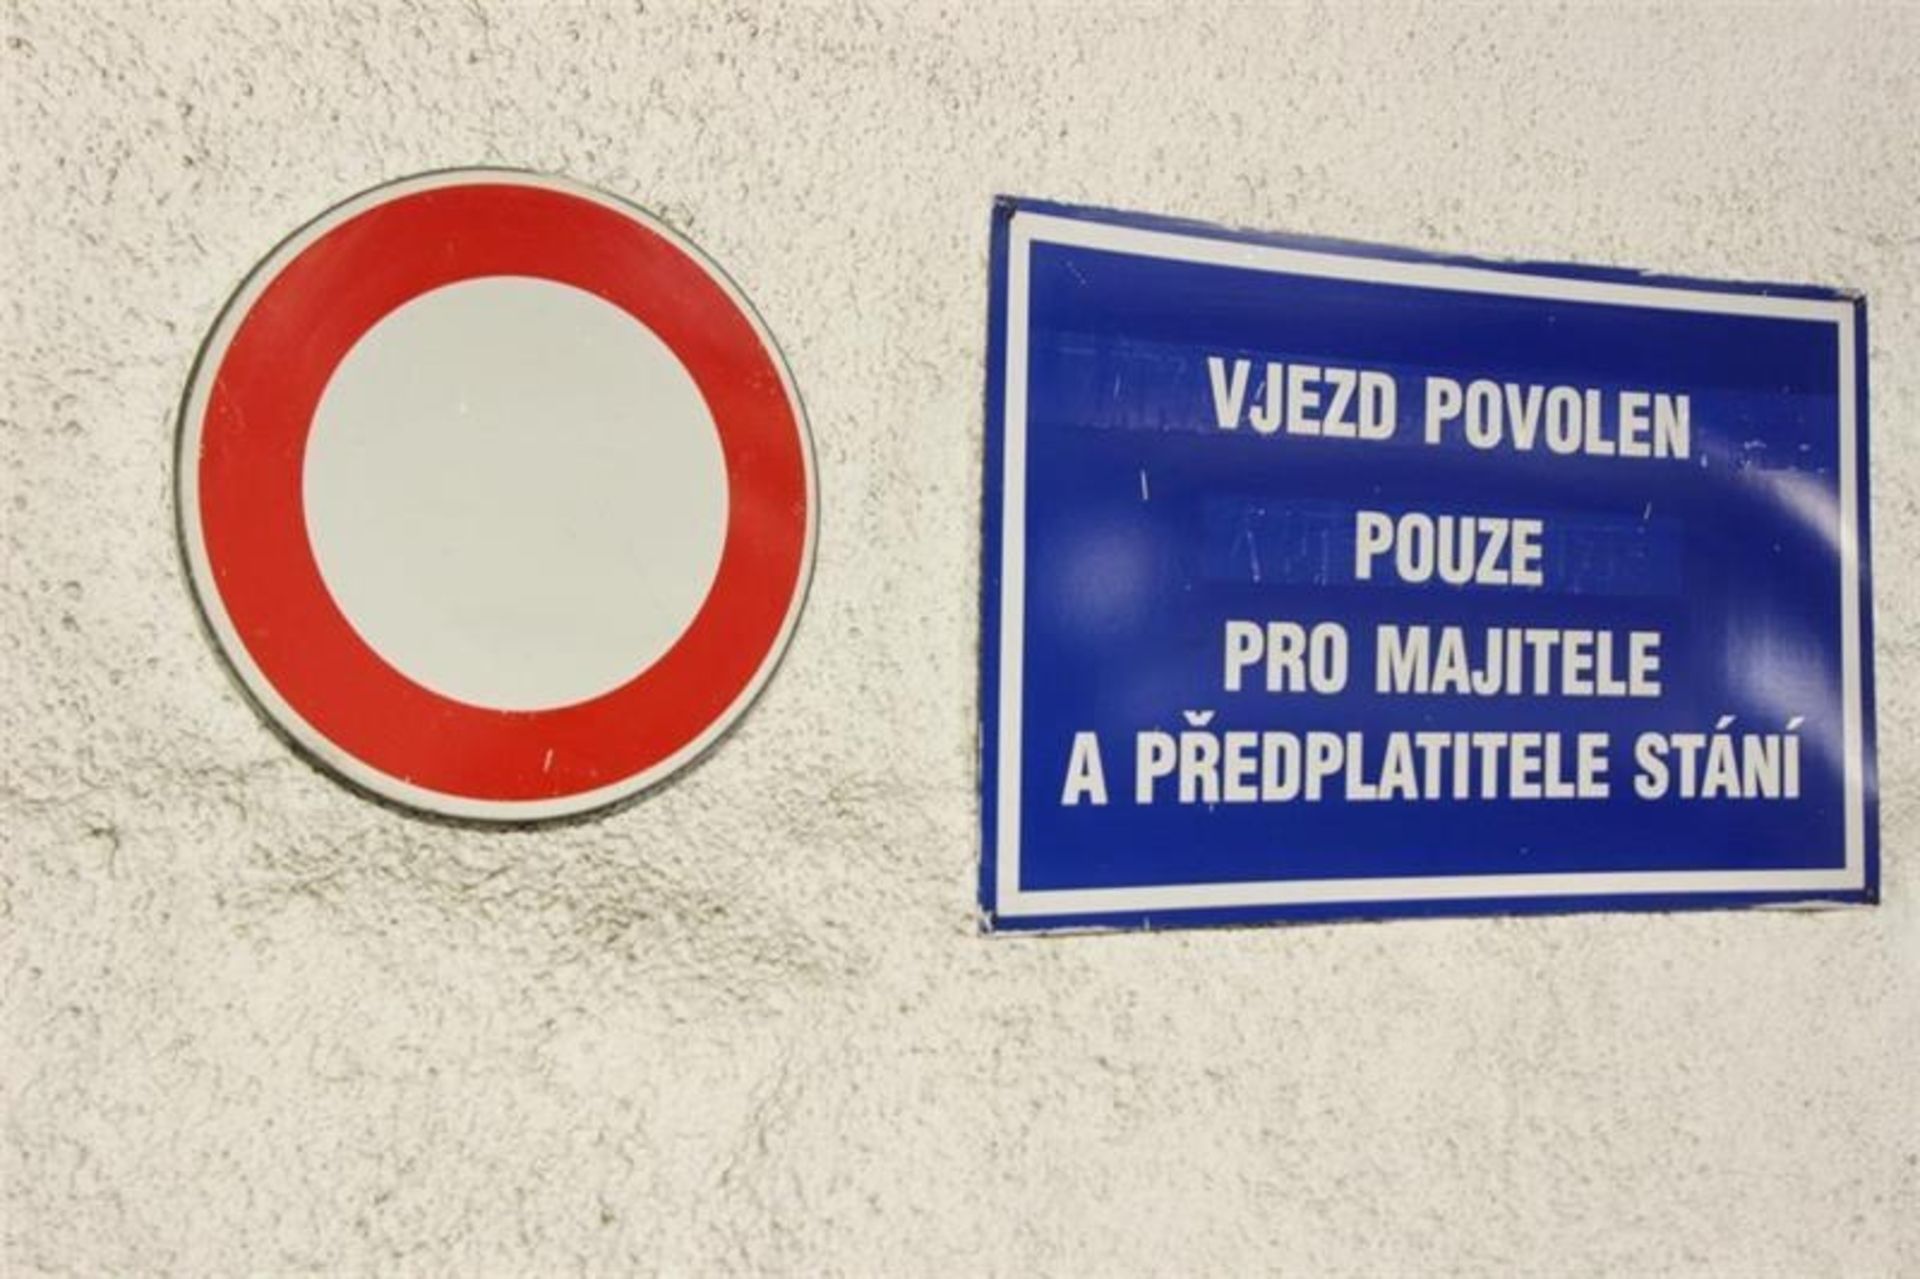 VJEZD POVOLEN
POUZE
PRO MAJITELE
A PŘEDPLATITELE STÁNÍ